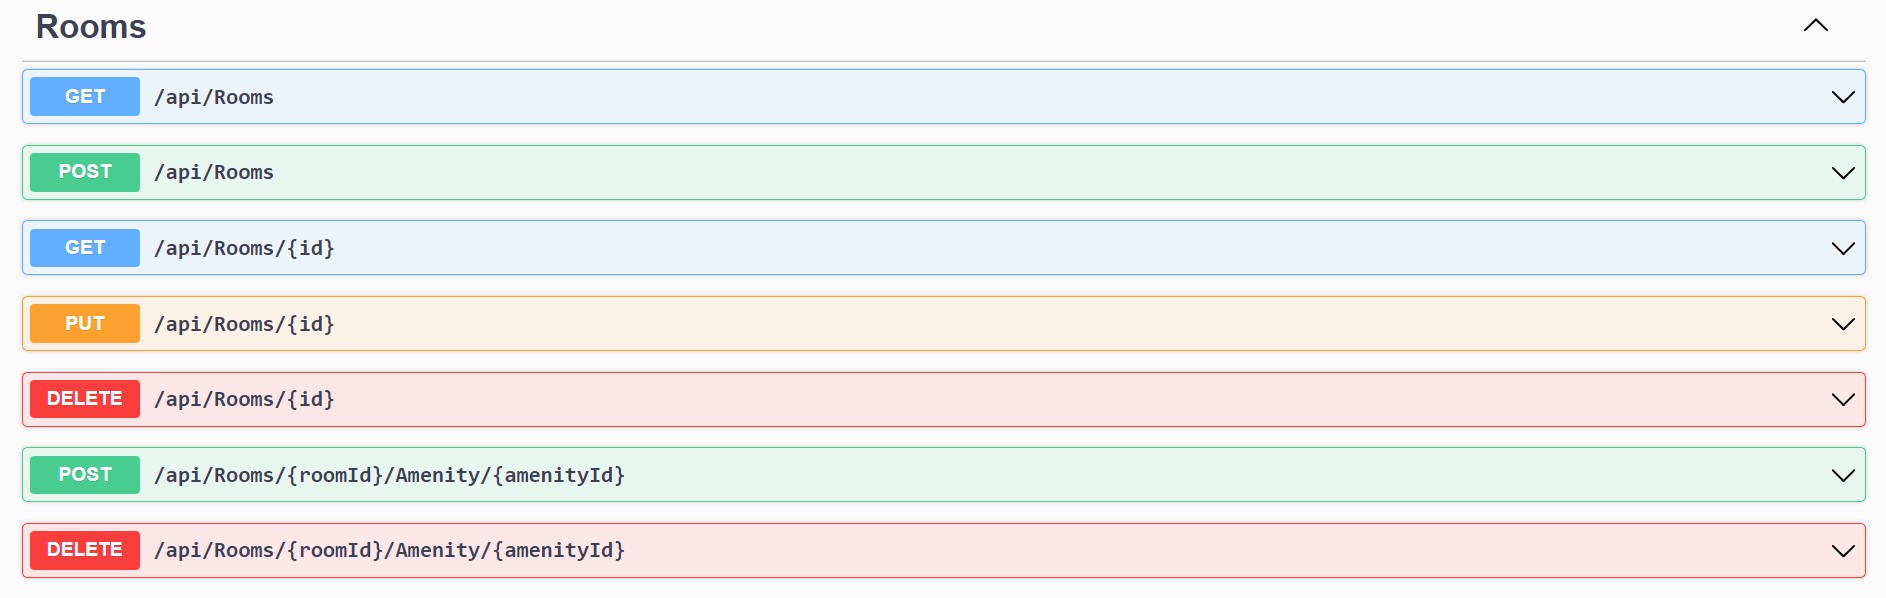 Rooms
GET /api/Rooms
POST /api/Rooms
GET /api/Rooms/{id}
PUT /api/Rooms/{id}
DELETE /api/Rooms/{id}
POST /api/Rooms/{roomId}/Amenity/{amenityId}
DELETE /api/Rooms/{roomId}/Amenity/{amenityId}